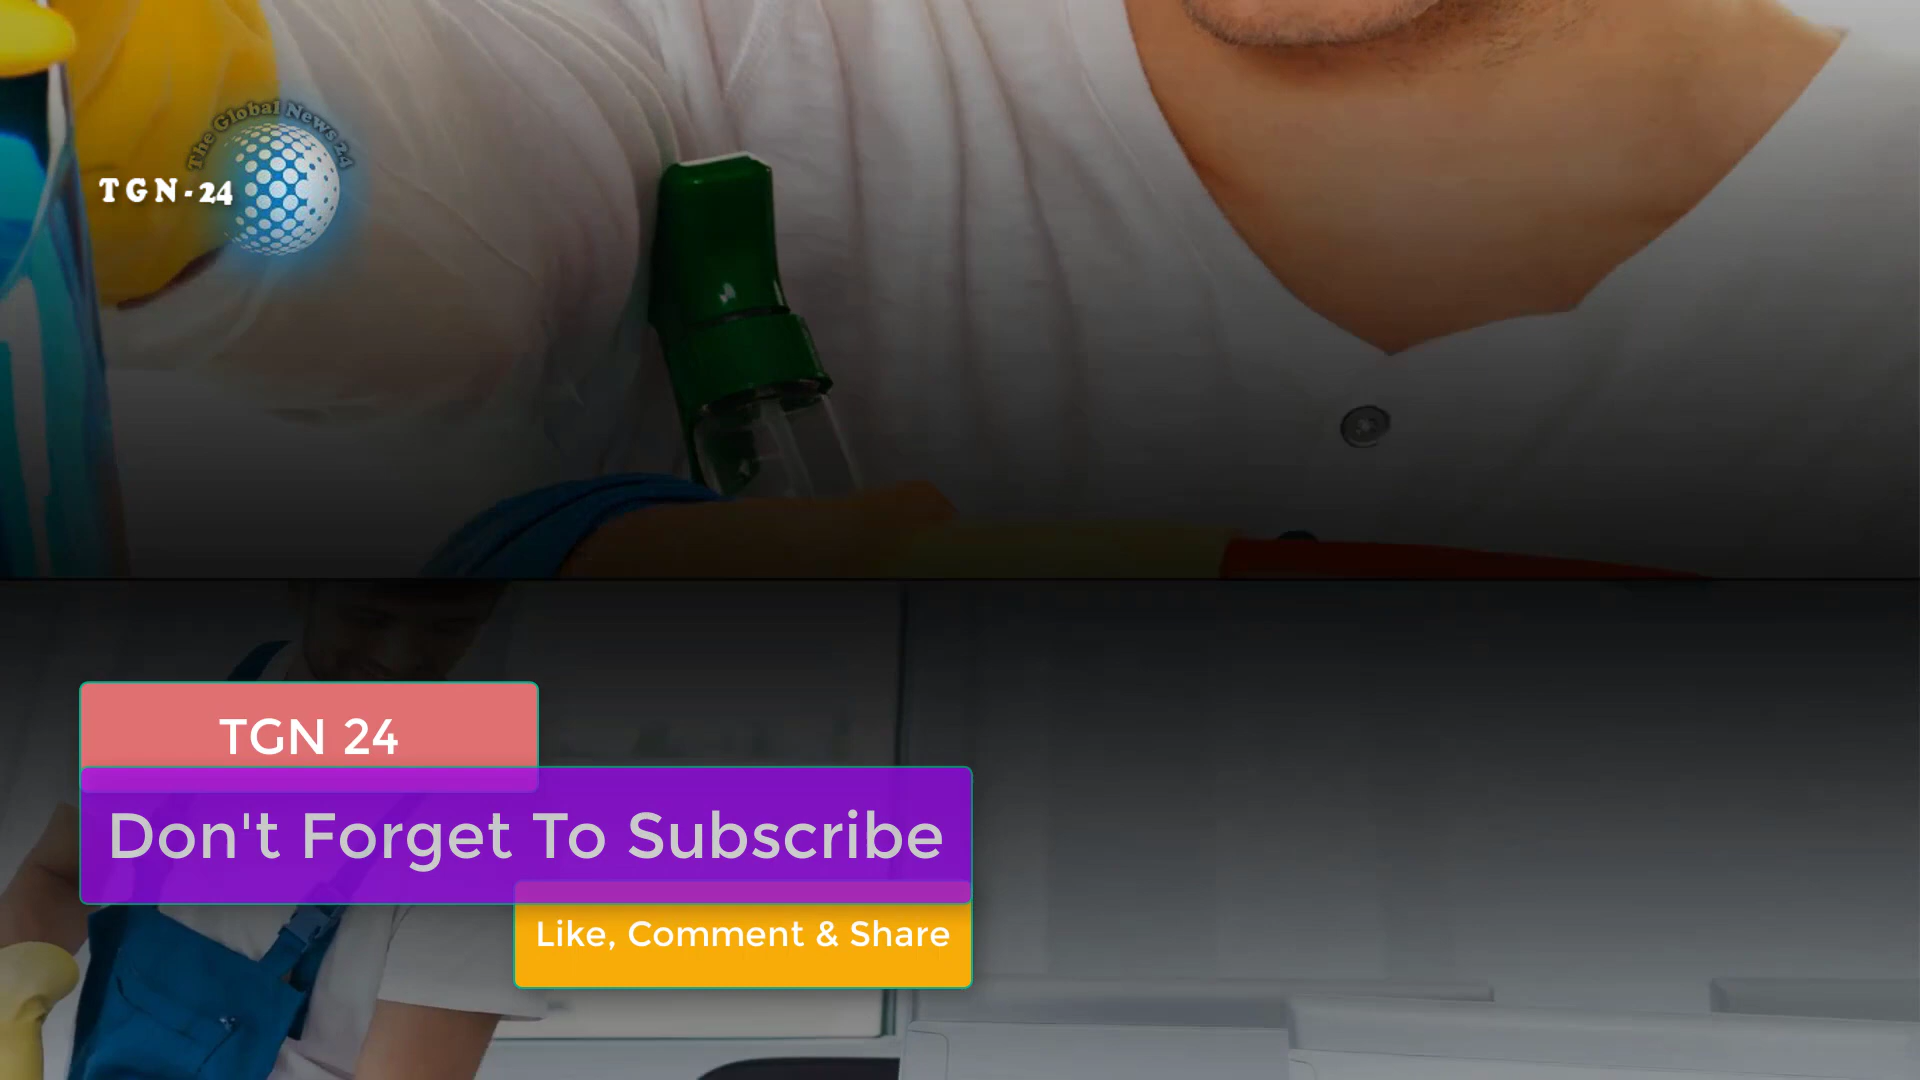 The Global News 24
TGN-24
TGN 24
Don't Forget To Subscribe
Like, Comment & Share